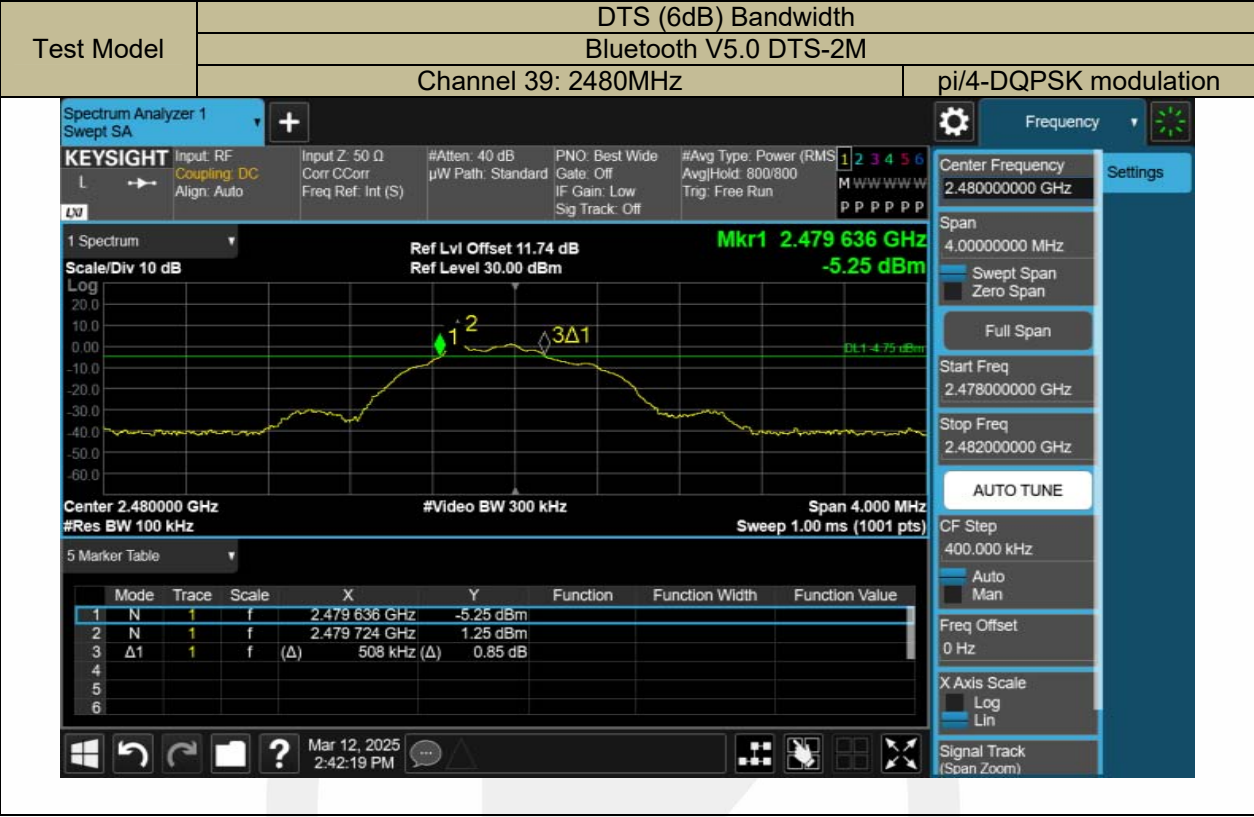 Test Model
DTS (6dB) Bandwidth
Bluetooth V5.0 DTS-2M
Channel 39: 2480MHz pi/4-DQPSK modulation
Spectrum Analyzer 1
Swept SA
+
Frequency
KEYSIGHT
L
LXI
Input: RF
Coupling: DC
Align: Auto
Input Z: 50 Ω
Corr CCorr
Freq Ref: Int (S)
#Atten: 40 dB
µW Path: Standard
PNO: Best Wide
Gate: Off
IF Gain: Low
Sig Track: Off
#Avg Type: Power (RMS
Avg|Hold: 800/800
Trig: Free Run
1 2 3 4 5 6
M W W W W W
P P P P P P
Center Frequency
2.480000000 GHz
Settings
Span
4.00000000 MHz
Swept Span
Zero Span
Full Span
Start Freq
2.478000000 GHz
Stop Freq
2.482000000 GHz
AUTO TUNE
CF Step
400.000 kHz
Auto
Man
Freq Offset
0 Hz
X Axis Scale
Log
Lin
Signal Track
(Span Zoom)
1 Spectrum
Scale/Div 10 dB
Ref Lvl Offset 11.74 dB
Ref Level 30.00 dBm
Mkr1 2.479 636 GHz
-5.25 dBm
Log
20.0
10.0
0.00
-10.0
-20.0
-30.0
-40.0
-50.0
-60.0
1
2
3Δ1
DL1 -4.75 dBm
Center 2.480000 GHz
#Res BW 100 kHz
#Video BW 300 kHz
Span 4.000 MHz
Sweep 1.00 ms (1001 pts)
5 Marker Table
Mode Trace Scale X Y Function Function Width Function Value
1 N 1 f 2.479 636 GHz -5.25 dBm
2 N 1 f 2.479 724 GHz 1.25 dBm
3 Δ1 1 f (Δ) 508 kHz (Δ) 0.85 dB
4
5
6
?
Mar 12, 2025
2:42:19 PM